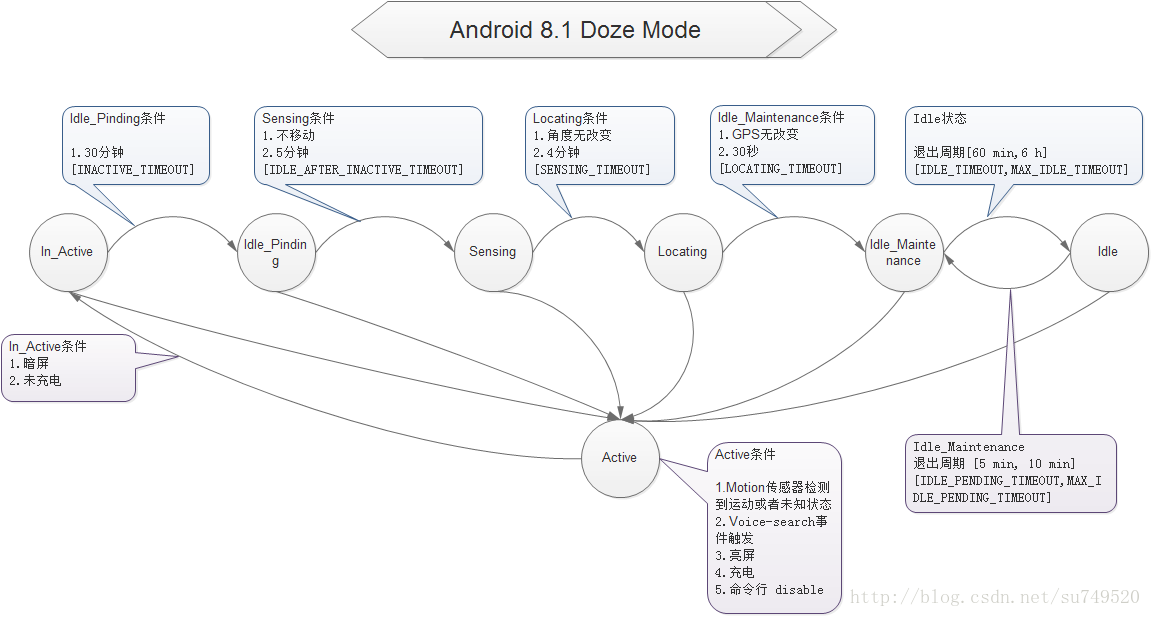 Android 8.1 Doze Mode
Idle_Pinding条件
1.30分钟
[INACTIVE_TIMEOUT]
Sensing条件
1.不移动
2.5分钟
[IDLE_AFTER_INACTIVE_TIMEOUT]
Locating条件
1.角度无改变
2.4分钟
[SENSING_TIMEOUT]
Idle_Maintenance条件
1.GPS无改变
2.30秒
[LOCATING_TIMEOUT]
Idle状态
退出周期[60 min,6 h]
[IDLE_TIMEOUT,MAX_IDLE_TIMEOUT]
In_Active
Idle_Pindin
g
Sensing
Locating
Idle_Mainte
nance
Idle
In_Active条件
1.暗屏
2.未充电
Active
Active条件
1.Motion传感器检测
到运动或者未知状态
2.Voice-search事
件触发
3.亮屏
4.充电
5.命令行 disable
Idle_Maintenance
退出周期 [5 min, 10 min]
[IDLE_PENDING_TIMEOUT,MAX_I
DLE_PENDING_TIMEOUT]
http://blog.csdn.net/su749520